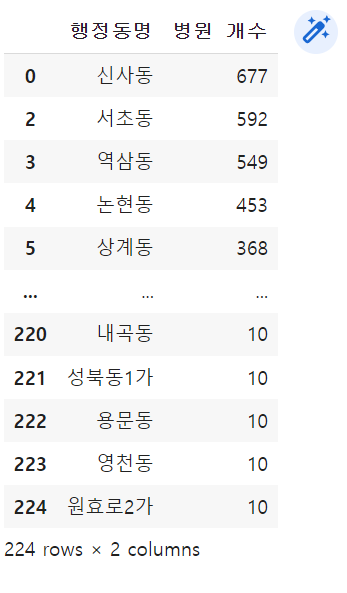 행정동명 병원 개수
0 신사동 677
2 서초동 592
3 역삼동 549
4 논현동 453
5 상계동 368
... ... ...
220 내곡동 10
221 성북동1가 10
222 용문동 10
223 영천동 10
224 원효로2가 10
224 rows × 2 columns